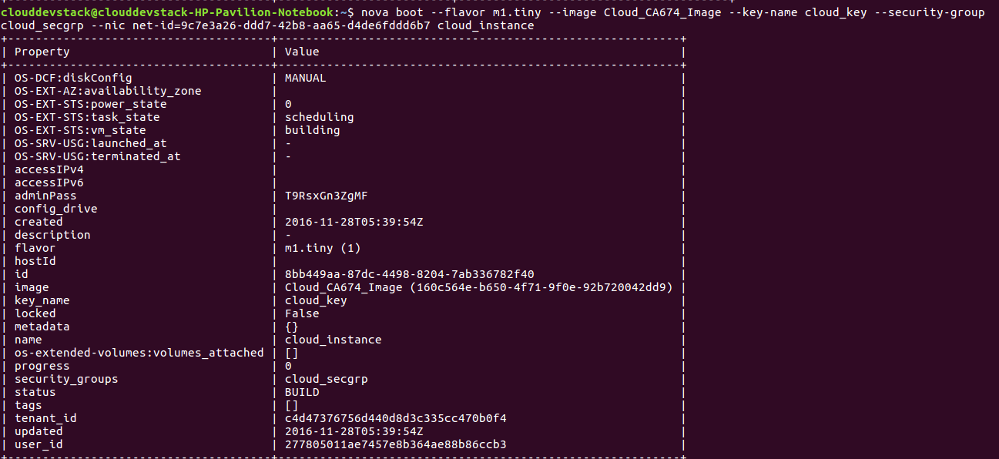 clouddevstack@clouddevstack-HP-Pavilion-Notebook:~$ nova boot --flavor m1.tiny --image Cloud_CA674_Image --key-name cloud_key --security-group
cloud_secgrp --nic net-id=9c7e3a26-ddd7-42b8-aa65-d4de6fddd6b7 cloud_instance
+--------------------------------------+----------------------------------------------------------+
| Property | Value |
+--------------------------------------+----------------------------------------------------------+
| OS-DCF:diskConfig | MANUAL |
| OS-EXT-AZ:availability_zone | |
| OS-EXT-STS:power_state | 0 |
| OS-EXT-STS:task_state | scheduling |
| OS-EXT-STS:vm_state | building |
| OS-SRV-USG:launched_at | - |
| OS-SRV-USG:terminated_at | - |
| accessIPv4 | |
| accessIPv6 | |
| adminPass | T9RsxGn3ZgMF |
| config_drive | |
| created | 2016-11-28T05:39:54Z |
| description | - |
| flavor | m1.tiny (1) |
| hostId | |
| id | 8bb449aa-87dc-4498-8204-7ab336782f40 |
| image | Cloud_CA674_Image (160c564e-b650-4f71-9f0e-92b720042dd9) |
| key_name | cloud_key |
| locked | False |
| metadata | {} |
| name | cloud_instance |
| os-extended-volumes:volumes_attached | [] |
| progress | 0 |
| security_groups | cloud_secgrp |
| status | BUILD |
| tags | [] |
| tenant_id | c4d47376756d440d8d3c335cc470b0f4 |
| updated | 2016-11-28T05:39:54Z |
| user_id | 277805011ae7457e8b364ae88b86ccb3 |
+--------------------------------------+----------------------------------------------------------+